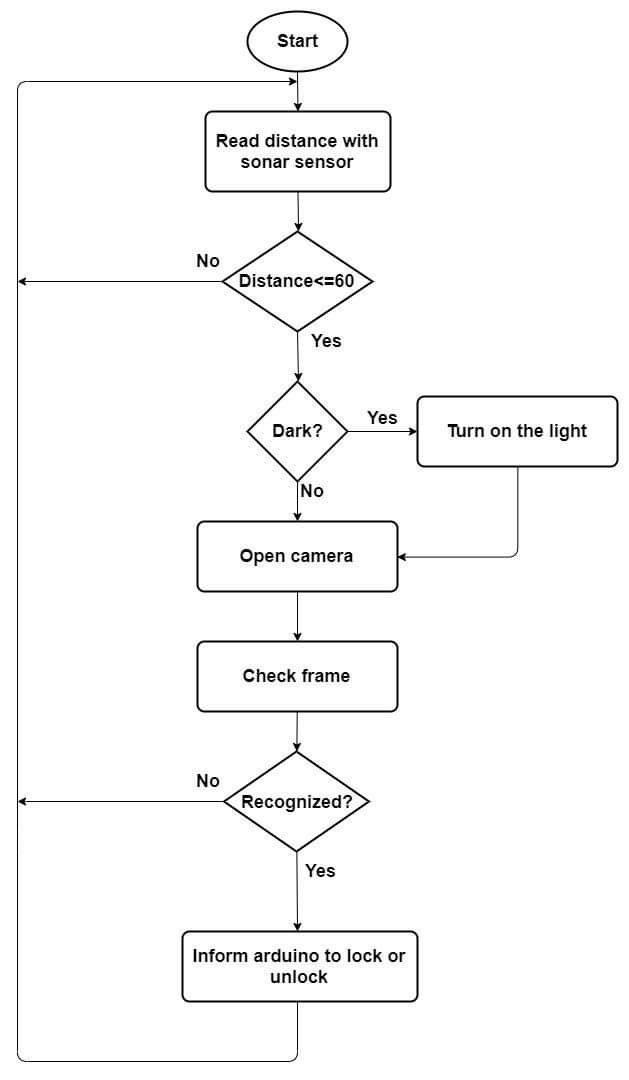 Start
Read distance with
sonar sensor
No
Distance<=60
Yes
Dark?
Yes
Turn on the light
No
Open camera
Check frame
No
Recognized?
Yes
Inform arduino to lock or
unlock